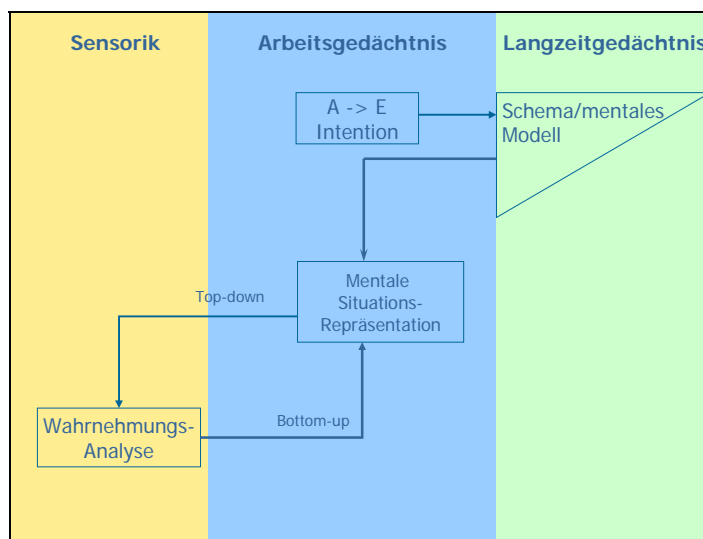 Sensorik
Arbeitsgedächtnis
Langzeitgedächtnis
A -> E
Intention
Schema/mentales
Modell
Mentale
Situations-
Repräsentation
Top-down
Wahrnehmungs-
Analyse
Bottom-up